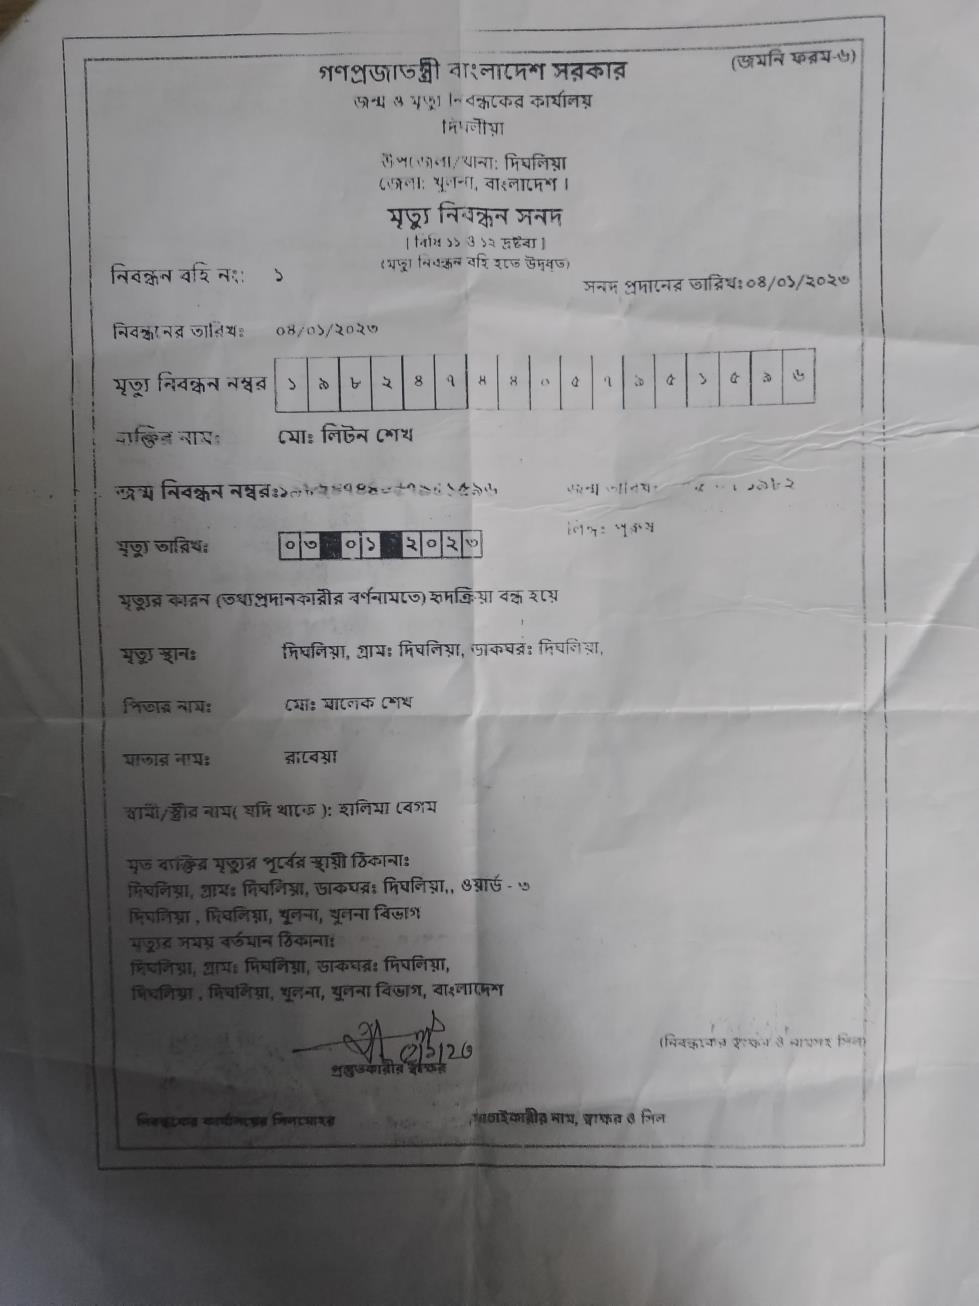 (জমনি ফরম-৬)
গণপ্রজাতন্ত্রী বাংলাদেশ সরকার
জন্ম ও মৃত্যু নিবন্ধকের কার্যালয়
দিঘলীয়া
উপজেলা/থানা: দিঘলিয়া
জেলা: খুলনা, বাংলাদেশ।
মৃত্যু নিবন্ধন সনদ
[বিধি ১১ ও ১২ দ্রষ্টব্য]
(মৃত্যু নিবন্ধন বহি হতে উদধৃত)
নিবন্ধন বহি নং: ১
সনদ প্রদানের তারিখঃ ০৪/০১/২০২৩
নিবন্ধনের তারিখঃ ০৪/০১/২০২৩
মৃত্যু নিবন্ধন নম্বর ১ ৯ ৮ ২ ৪ ৭ ৪ ৪ ০ ৫ ৭ ৯ ৫ ১ ৫ ৯ ৬
ব্যক্তির নাম: মোঃ লিটন শেখ
জন্ম নিবন্ধন নম্বরঃ
জন্ম তারিখঃ
লিঙ্গ: পুরুষ
মৃত্যু তারিখঃ ০৩ ০১ ২০২৩
মৃত্যুর কারন (তথ্যপ্রদানকারীর বর্ণনামতে) হৃদক্রিয়া বন্ধ হয়ে
মৃত্যু স্থানঃ দিঘলিয়া, গ্রামঃ দিঘলিয়া, ডাকঘরঃ দিঘলিয়া,
পিতার নামঃ মোঃ মালেক শেখ
মাতার নামঃ রাবেয়া
স্বামী/স্ত্রীর নাম( যদি থাকে ): হালিমা বেগম
মৃত ব্যক্তির মৃত্যুর পূর্বের স্থায়ী ঠিকানাঃ
দিঘলিয়া, গ্রামঃ দিঘলিয়া, ডাকঘরঃ দিঘলিয়া,, ওয়ার্ড - ৩
দিঘলিয়া , দিঘলিয়া, খুলনা, খুলনা বিভাগ
মৃত্যুর সময় বর্তমান ঠিকানাঃ
দিঘলিয়া, গ্রামঃ দিঘলিয়া, ডাকঘরঃ দিঘলিয়া,
দিঘলিয়া , দিঘলিয়া, খুলনা, খুলনা বিভাগ, বাংলাদেশ
(নিবন্ধকের স্বাক্ষর ও নামসহ সিল)
প্রস্তুতকারীর স্বাক্ষর
নিবন্ধকের কার্যালয়ের সিলমোহর
যাচাইকারীর নাম, স্বাক্ষর ও সিল